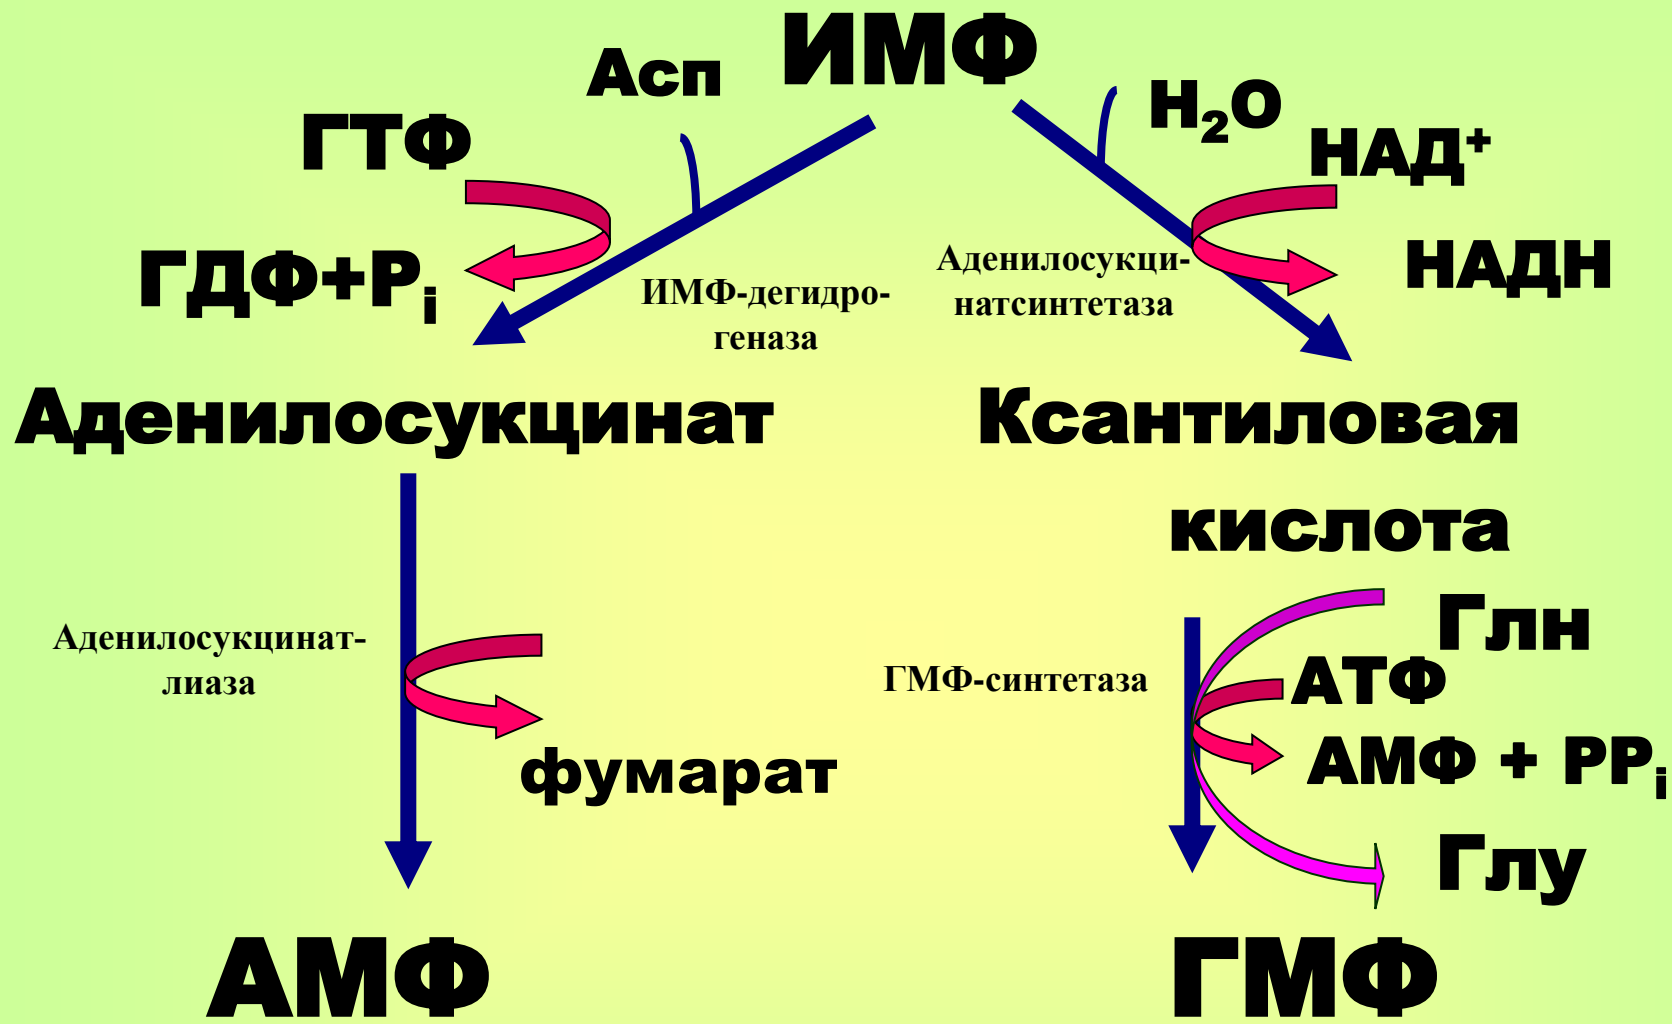 ИМФ
Асп
H₂O
ГТФ
НАД⁺
ГДФ+Pᵢ
НАДН
ИМФ-дегидро-
геназа
Аденилосукци-
натсинтетаза
Аденилосукцинат
Ксантиловая
кислота
Аденилосукцинат-
лиаза
фумарат
ГМФ-синтетаза
Глн
АТФ
АМФ + PPᵢ
Глу
АМФ
ГМФ